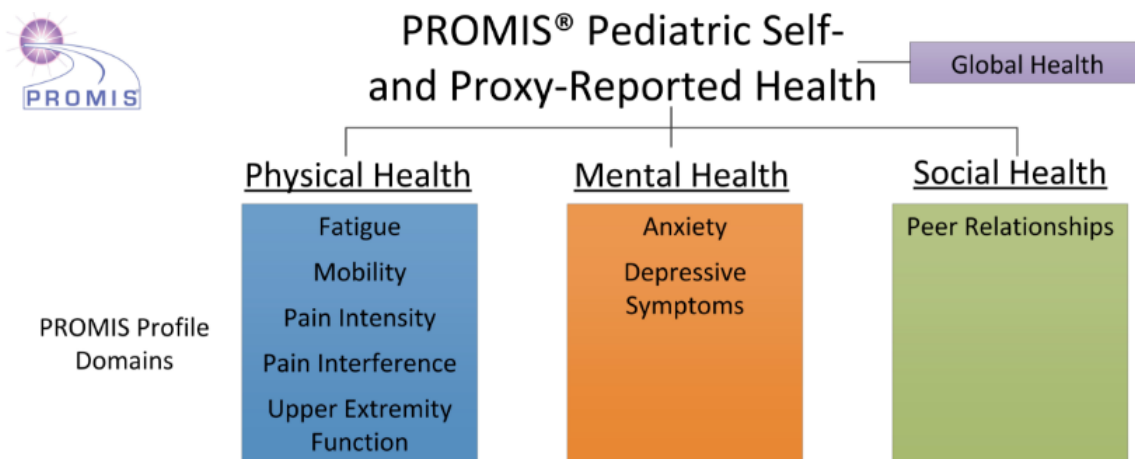 PROMIS® Pediatric Self-
and Proxy-Reported Health
Global Health
PROMIS
Physical Health
Mental Health
Social Health
PROMIS Profile
Domains
Fatigue
Mobility
Pain Intensity
Pain Interference
Upper Extremity
Function
Anxiety
Depressive
Symptoms
Peer Relationships